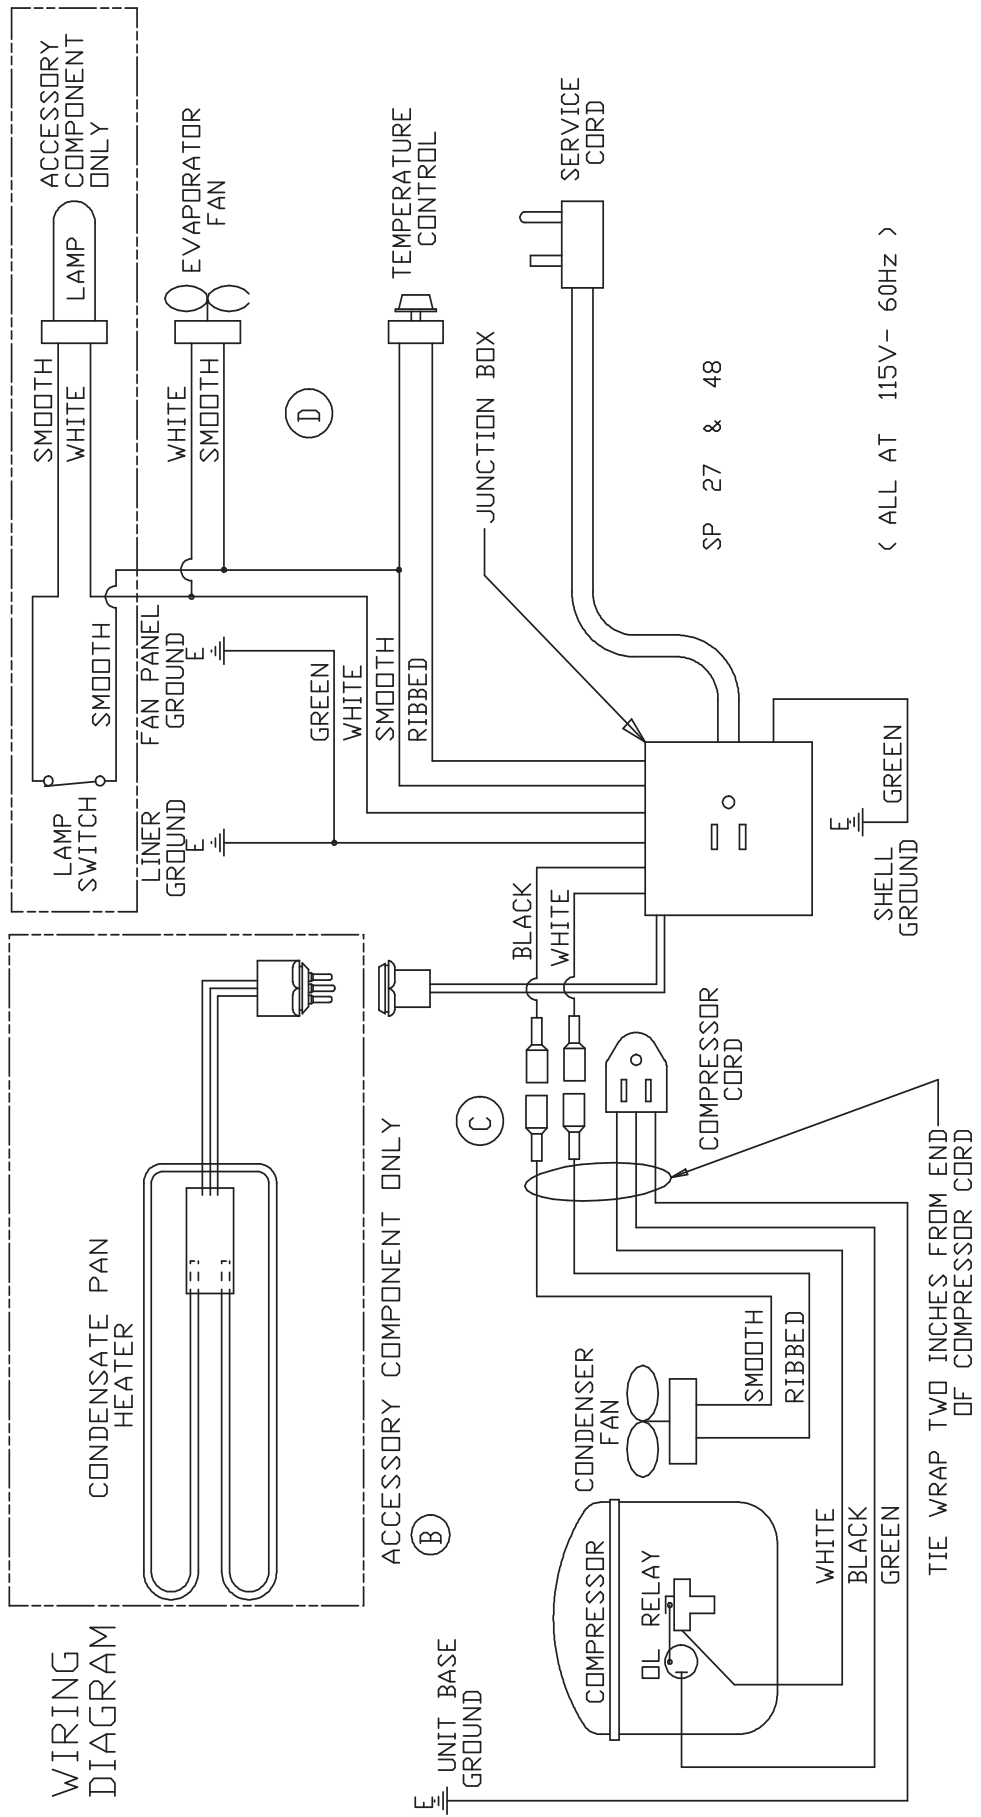 WIRING
DIAGRAM
CONDENSATE PAN
HEATER
ACCESSORY COMPONENT ONLY
B
LAMP
SWITCH
SMOOTH
SMOOTH
WHITE
LAMP
ACCESSORY
COMPONENT
ONLY
LINER
GROUND
E
FAN PANEL
GROUND
E
WHITE
SMOOTH
EVAPORATOR
FAN
D
GREEN
WHITE
SMOOTH
RIBBED
TEMPERATURE
CONTROL
UNIT BASE
GROUND
E
COMPRESSOR
OL RELAY
CONDENSER
FAN
SMOOTH
RIBBED
C
BLACK
WHITE
JUNCTION BOX
SERVICE
CORD
COMPRESSOR
CORD
SP 27 & 48
WHITE
BLACK
GREEN
E
SHELL
GROUND
GREEN
( ALL AT 115V- 60Hz )
TIE WRAP TWO INCHES FROM END
OF COMPRESSOR CORD